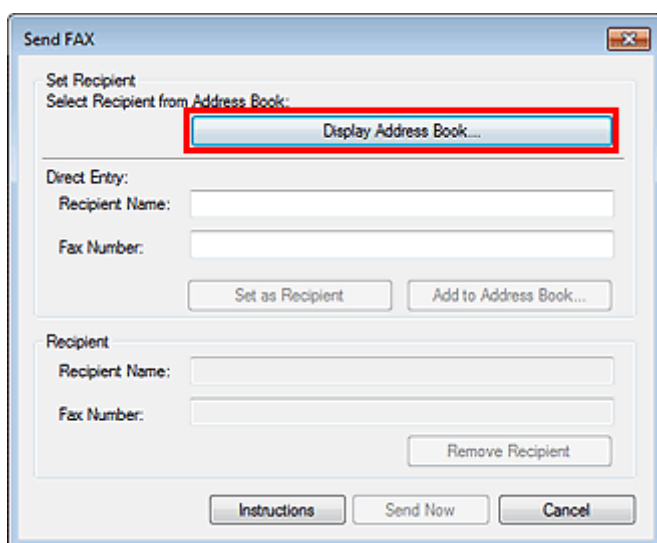 Send FAX
Set Recipient
Select Recipient from Address Book:
Display Address Book...
Direct Entry:
Recipient Name:
Fax Number:
Set as Recipient Add to Address Book...
Recipient
Recipient Name:
Fax Number:
Remove Recipient
Instructions Send Now Cancel